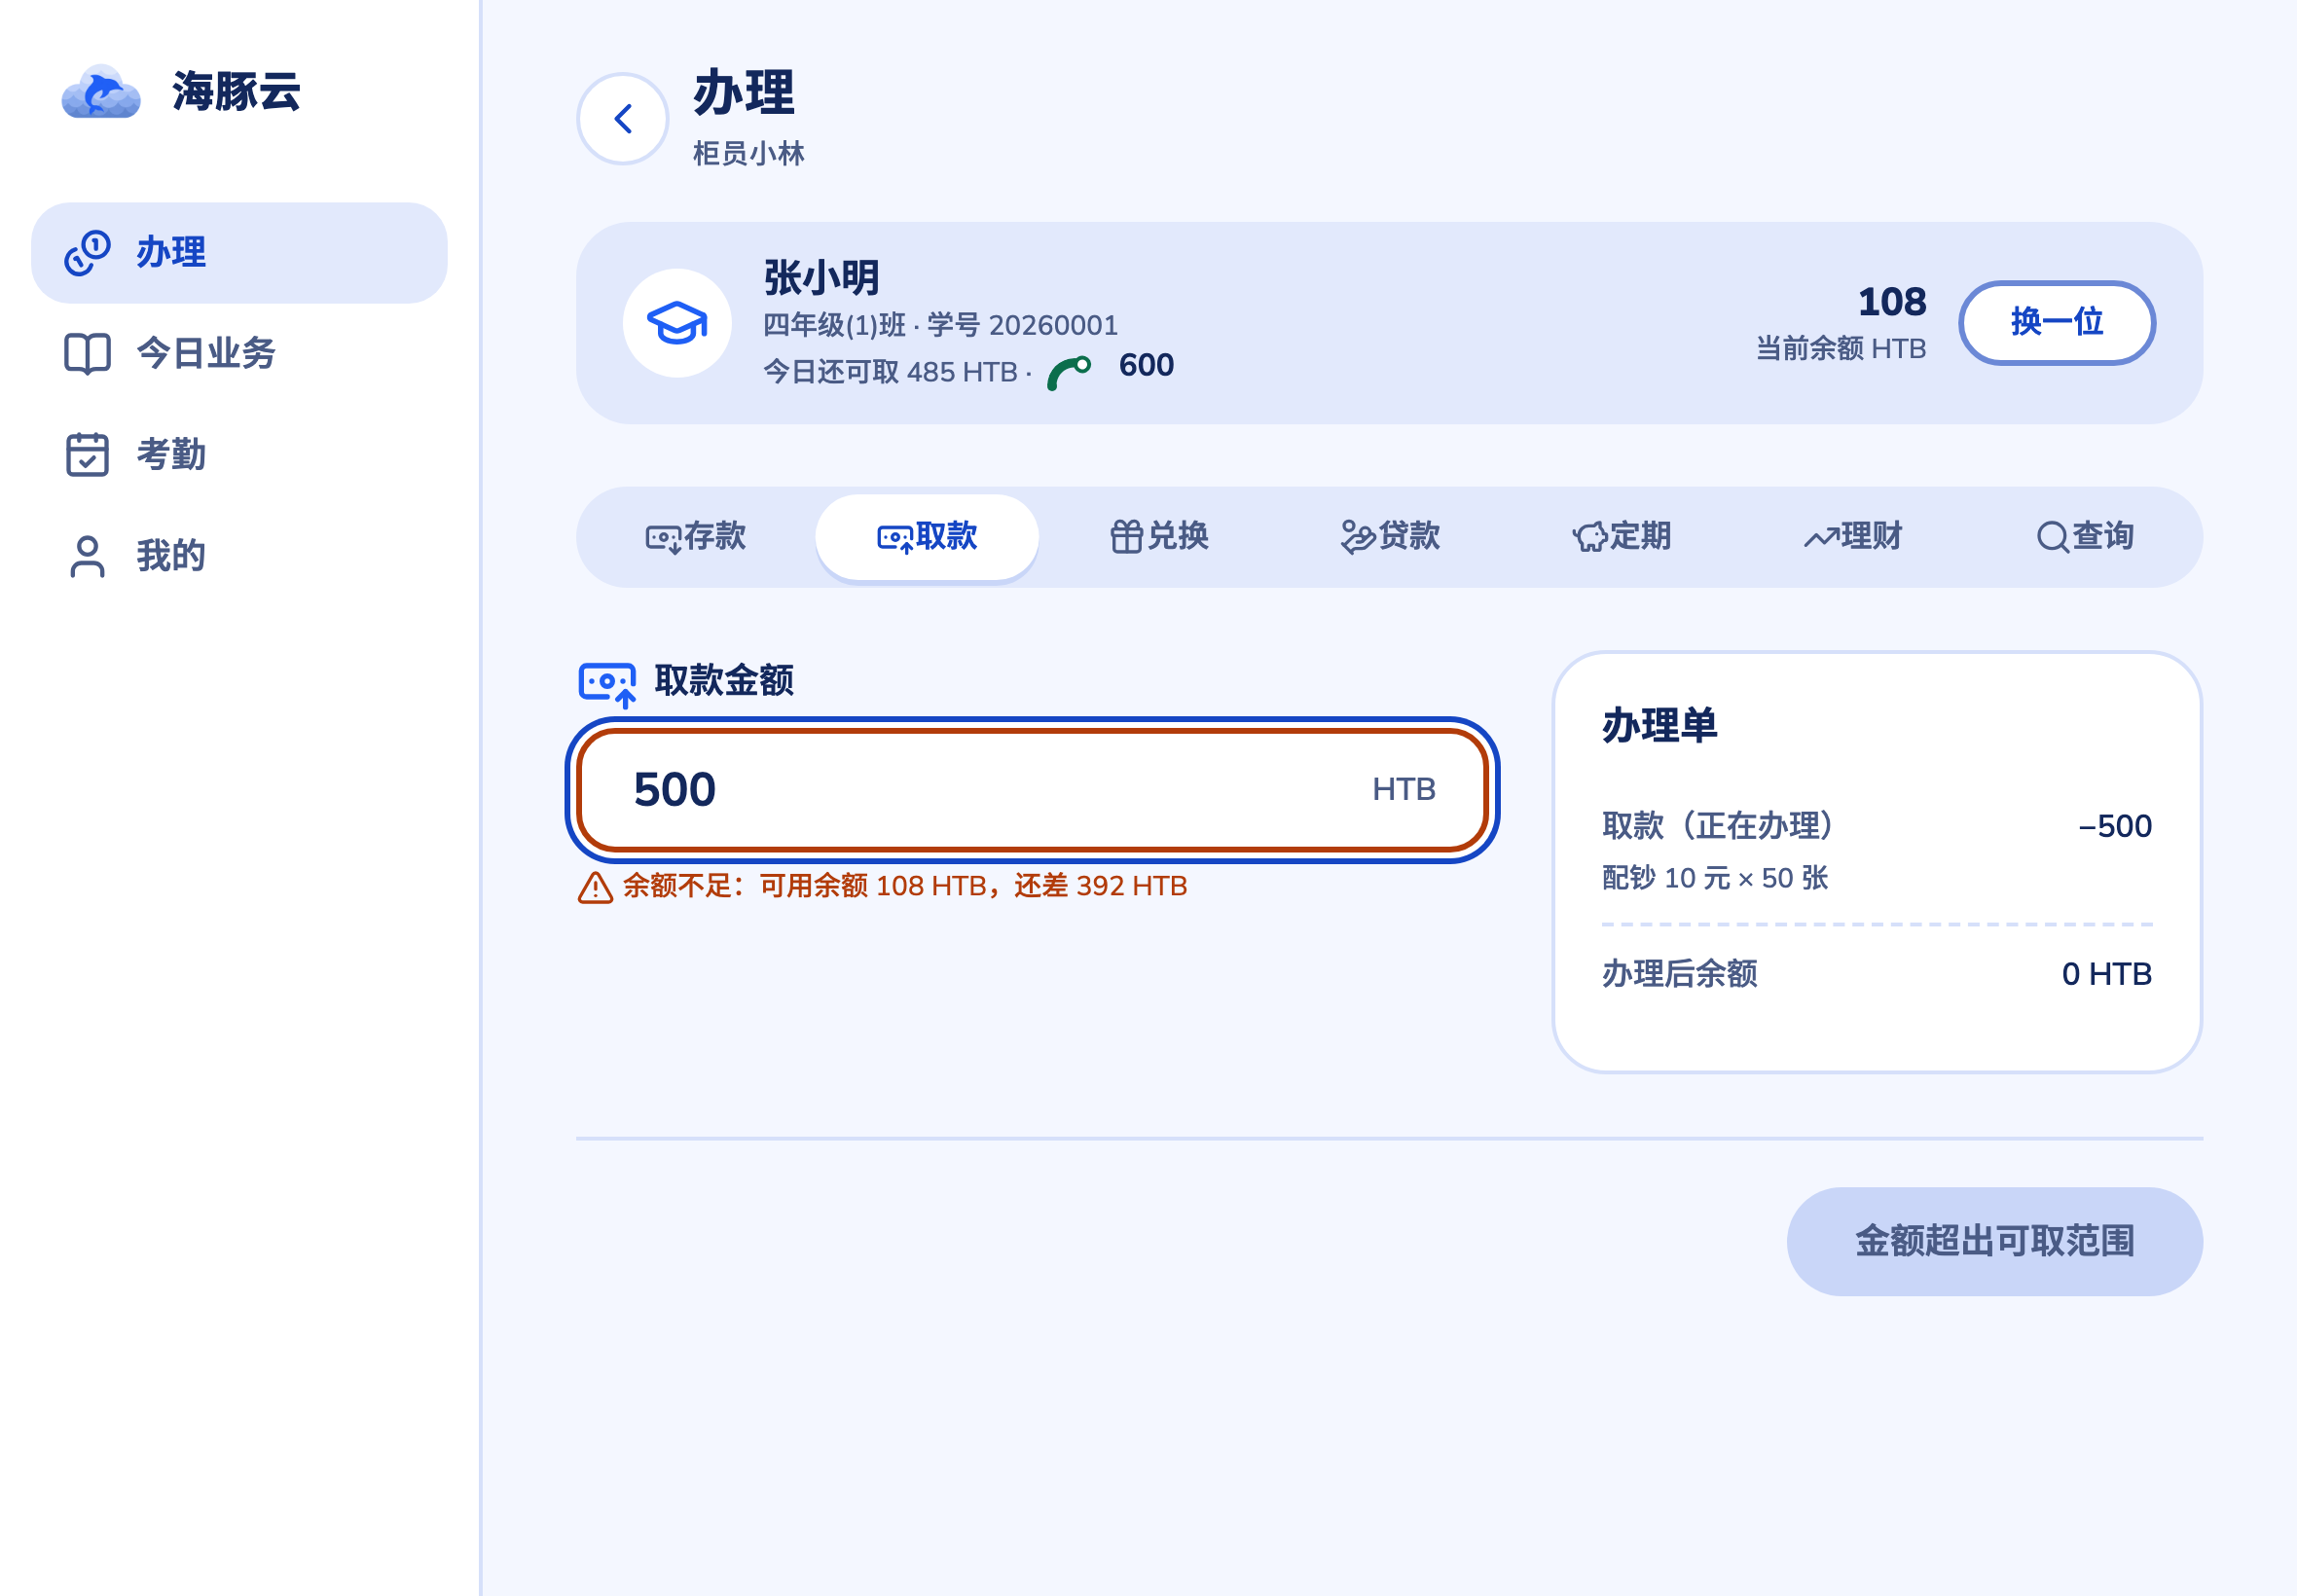 海豚云
办理
今日业务
考勤
我的
办理
柜员小林
张小明
四年级(1)班 · 学号 20260001
今日还可取 485 HTB · 600
108
当前余额 HTB
换一位
存款
取款
兑换
贷款
定期
理财
查询
取款金额
500 HTB
余额不足：可用余额 108 HTB，还差 392 HTB
办理单
取款（正在办理） −500
配钞 10 元 × 50 张
办理后余额 0 HTB
金额超出可取范围